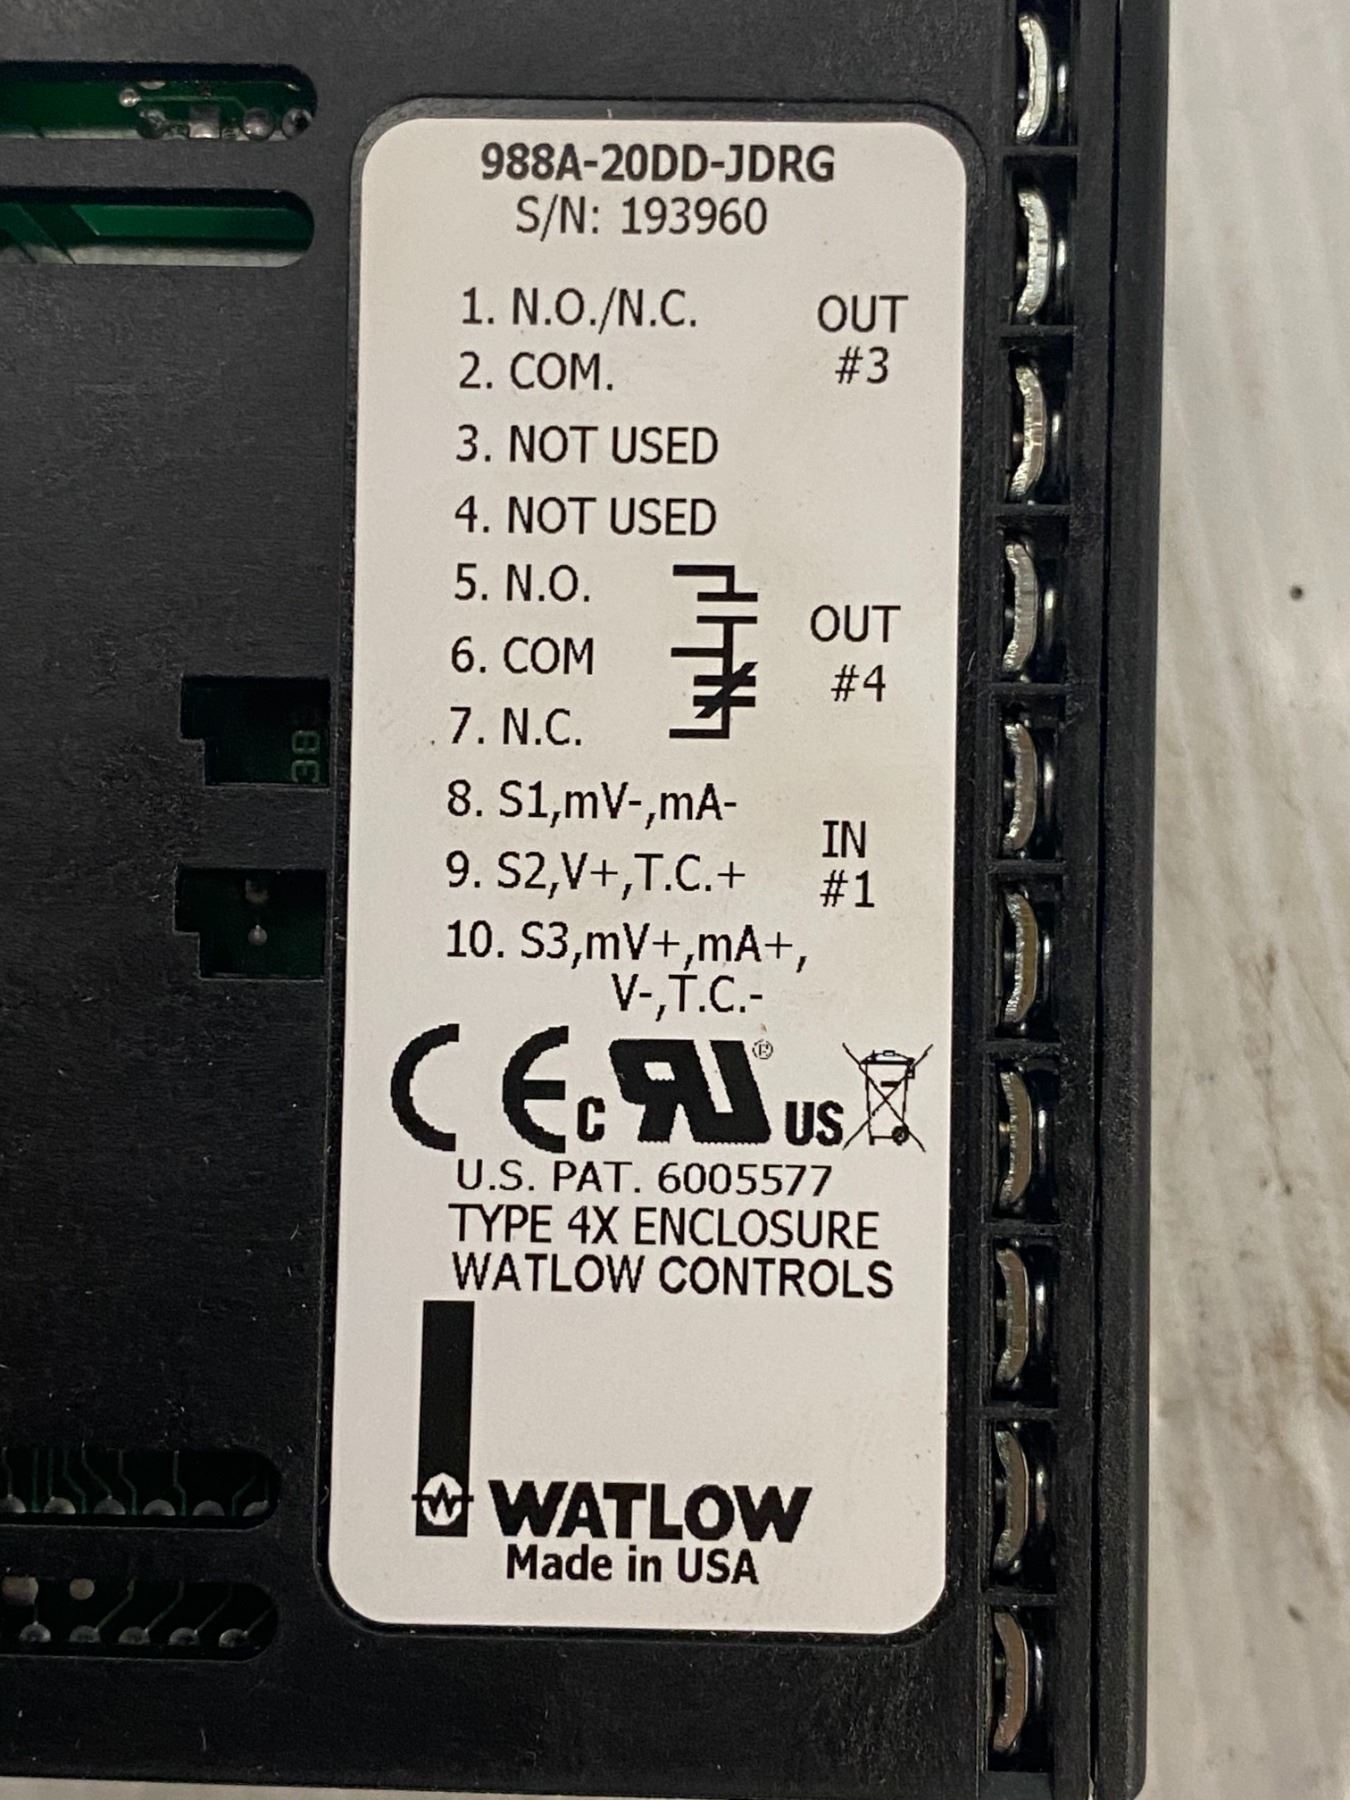 988A-20DD-JDRG
S/N: 193960
1. N.O./N.C. OUT
2. COM. #3
3. NOT USED
4. NOT USED
5. N.O.
6. COM OUT
7. N.C. #4
8. S1,mV-,mA- IN
9. S2,V+,T.C.+ #1
10. S3,mV+,mA+,
V-,T.C.-
CE c RU ® US
U.S. PAT. 6005577
TYPE 4X ENCLOSURE
WATLOW CONTROLS
W WATLOW
Made in USA